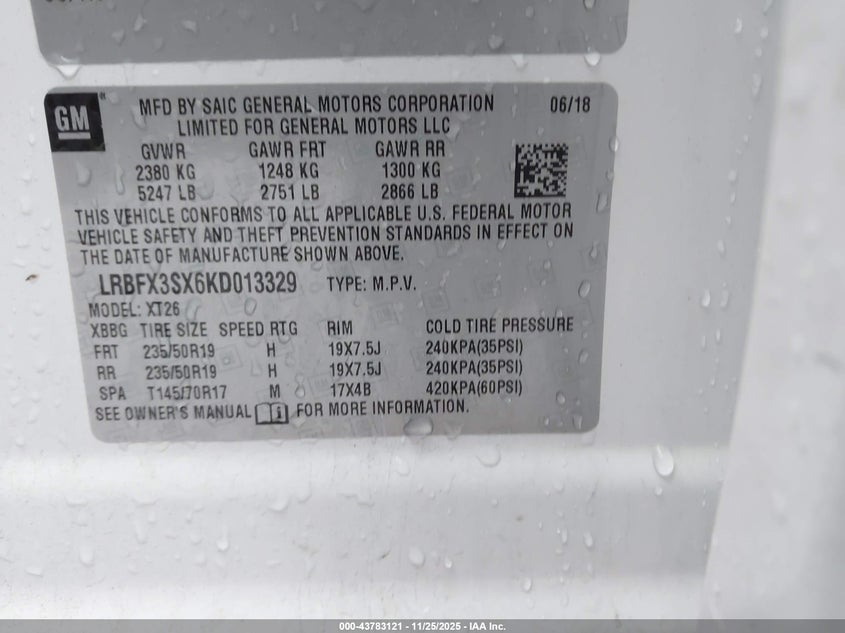 GM
MFD BY SAIC GENERAL MOTORS CORPORATION 06/18
LIMITED FOR GENERAL MOTORS LLC
GVWR GAWR FRT GAWR RR
2380 KG 1248 KG 1300 KG
5247 LB 2751 LB 2866 LB
THIS VEHICLE CONFORMS TO ALL APPLICABLE U.S. FEDERAL MOTOR
VEHICLE SAFETY AND THEFT PREVENTION STANDARDS IN EFFECT ON
THE DATE OF MANUFACTURE SHOWN ABOVE.
LRBFX3SX6KD013329 TYPE: M.P.V.
MODEL: XT26
XBBG TIRE SIZE SPEED RTG RIM COLD TIRE PRESSURE
FRT 235/50R19 H 19X7.5J 240KPA(35PSI)
RR 235/50R19 H 19X7.5J 240KPA(35PSI)
SPA T145/70R17 M 17X4B 420KPA(60PSI)
SEE OWNER'S MANUAL FOR MORE INFORMATION.
000-43783121 - 11/25/2025 - IAA Inc.